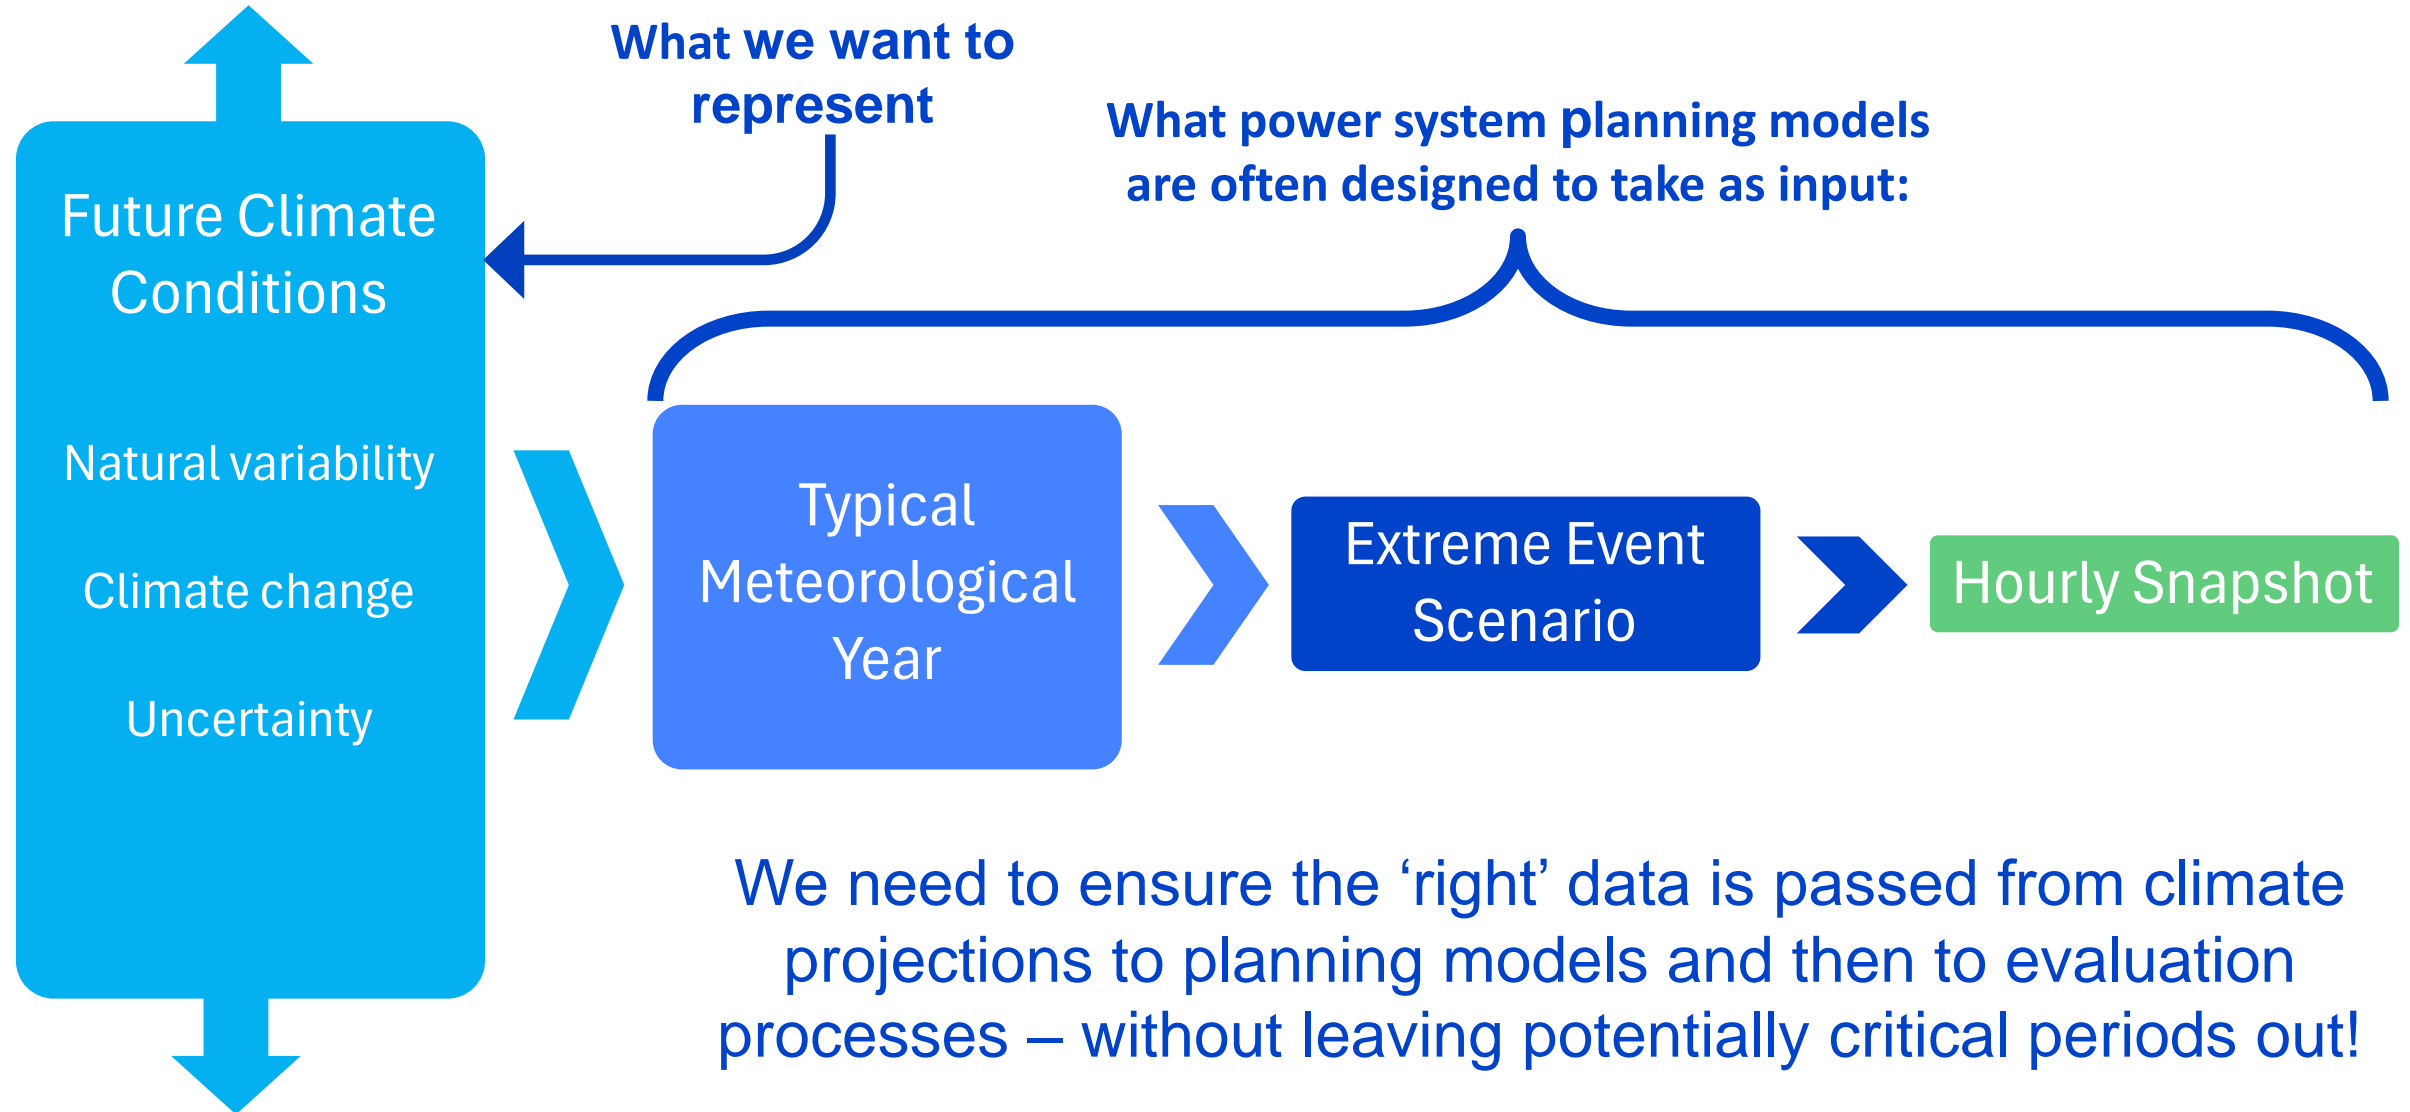 What we want to
represent
What power system planning models
are often designed to take as input:
Future Climate
Conditions
Natural variability
Climate change
Uncertainty
Typical
Meteorological
Year
Extreme Event
Scenario
Hourly Snapshot
We need to ensure the ‘right’ data is passed from climate
projections to planning models and then to evaluation
processes – without leaving potentially critical periods out!